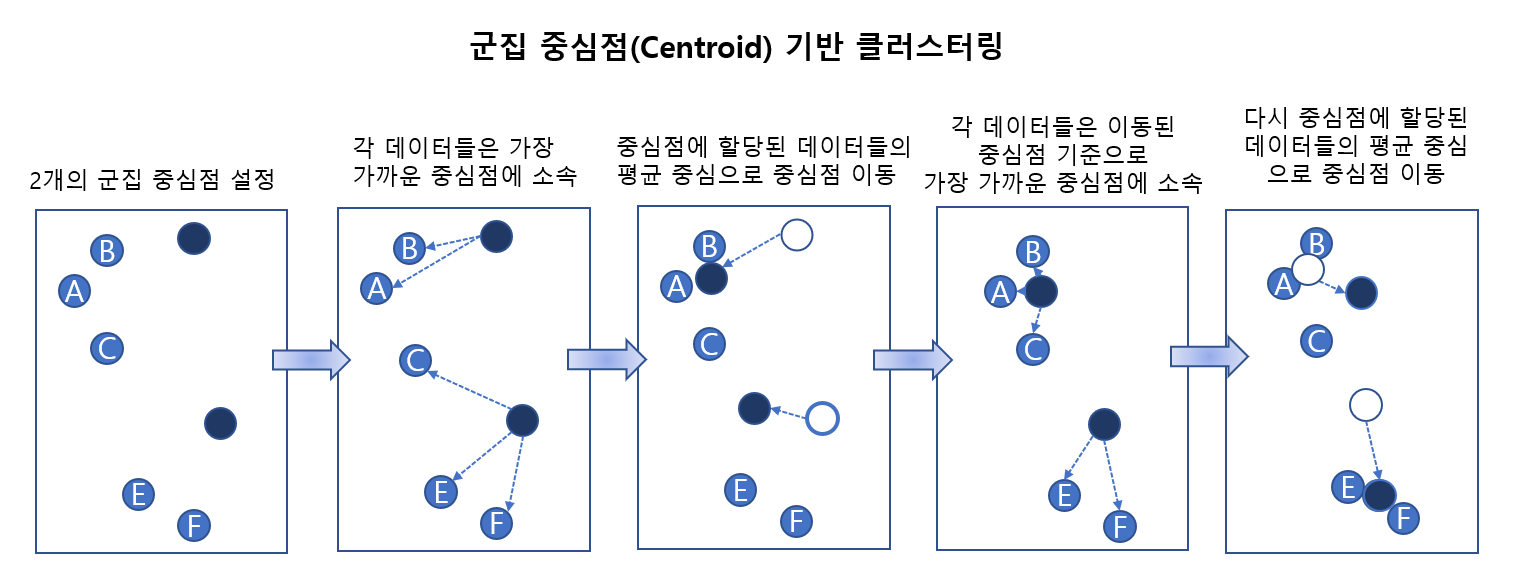 군집 중심점(Centroid) 기반 클러스터링
2개의 군집 중심점 설정
각 데이터들은 가장
가까운 중심점에 소속
중심점에 할당된 데이터들의
평균 중심으로 중심점 이동
각 데이터들은 이동된
중심점 기준으로
가장 가까운 중심점에 소속
다시 중심점에 할당된
데이터들의 평균 중심
으로 중심점 이동
B
A
C
E
F
B
A
C
E
F
B
A
C
E
F
B
A
C
E
F
B
A
C
E
F